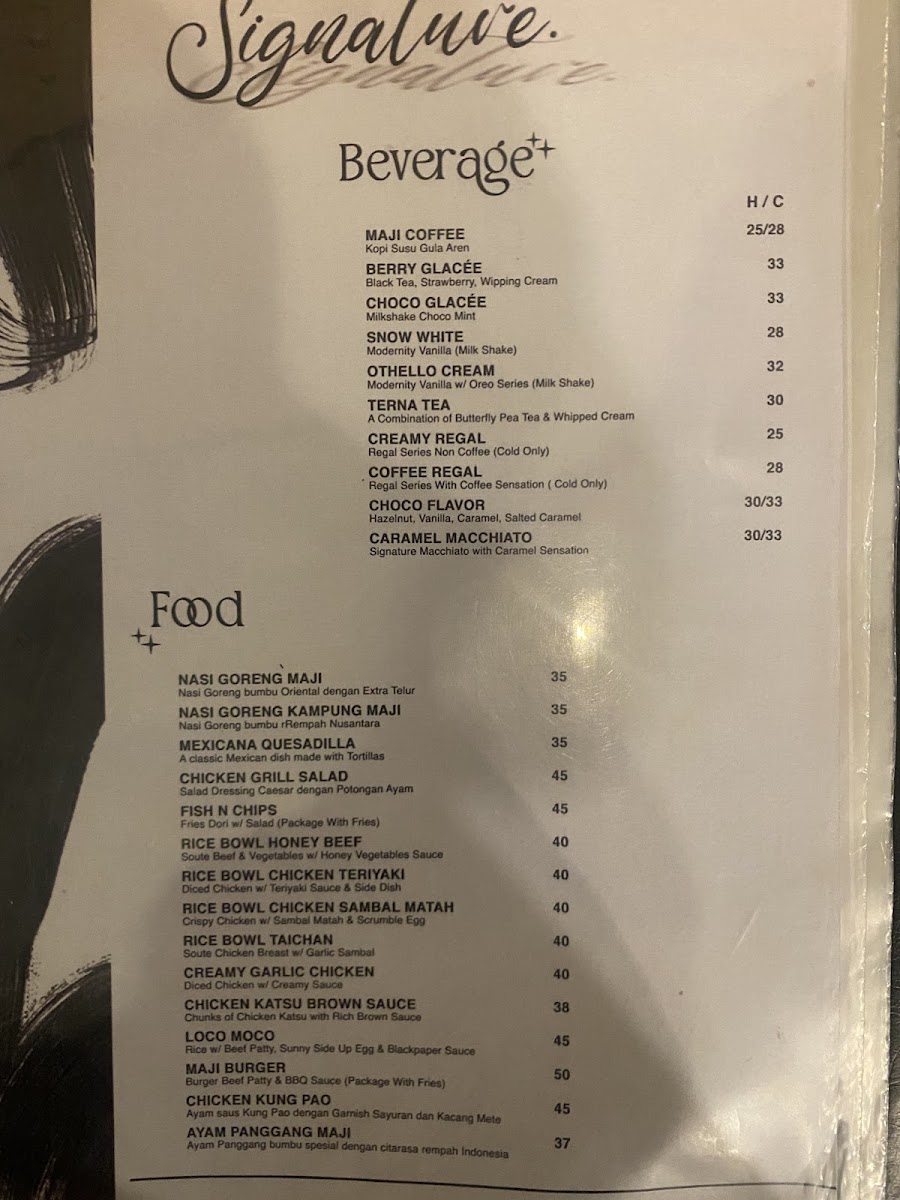 Signature.
Beverage
H / C
MAJI COFFEE 25/28
Kopi Susu Gula Aren
BERRY GLACÉE 33
Black Tea, Strawberry, Wipping Cream
CHOCO GLACÉE 33
Milkshake Choco Mint
SNOW WHITE 28
Modernity Vanilla (Milk Shake)
OTHELLO CREAM 32
Modernity Vanilla w/ Oreo Series (Milk Shake)
TERNA TEA 30
A Combination of Butterfly Pea Tea & Whipped Cream
CREAMY REGAL 25
Regal Series Non Coffee (Cold Only)
COFFEE REGAL 28
Regal Series With Coffee Sensation ( Cold Only)
CHOCO FLAVOR 30/33
Hazelnut, Vanilla, Caramel, Salted Caramel
CARAMEL MACCHIATO 30/33
Signature Macchiato with Caramel Sensation
Food
NASI GORENG MAJI 35
Nasi Goreng bumbu Oriental dengan Extra Telur
NASI GORENG KAMPUNG MAJI 35
Nasi Goreng bumbu rRempah Nusantara
MEXICANA QUESADILLA 35
A classic Mexican dish made with Tortillas
CHICKEN GRILL SALAD 45
Salad Dressing Caesar dengan Potongan Ayam
FISH N CHIPS 45
Fries Dori w/ Salad (Package With Fries)
RICE BOWL HONEY BEEF 40
Soute Beef & Vegetables w/ Honey Vegetables Sauce
RICE BOWL CHICKEN TERIYAKI 40
Diced Chicken w/ Teriyaki Sauce & Side Dish
RICE BOWL CHICKEN SAMBAL MATAH 40
Crispy Chicken w/ Sambal Matah & Scrumble Egg
RICE BOWL TAICHAN 40
Soute Chicken Breast w/ Garlic Sambal
CREAMY GARLIC CHICKEN 40
Diced Chicken w/ Creamy Sauce
CHICKEN KATSU BROWN SAUCE 38
Chunks of Chicken Katsu with Rich Brown Sauce
LOCO MOCO 45
Rice w/ Beef Patty, Sunny Side Up Egg & Blackpaper Sauce
MAJI BURGER 50
Burger Beef Patty & BBQ Sauce (Package With Fries)
CHICKEN KUNG PAO 45
Ayam saus Kung Pao dengan Garnish Sayuran dan Kacang Mete
AYAM PANGGANG MAJI 37
Ayam Panggang bumbu spesial dengan citarasa rempah Indonesia